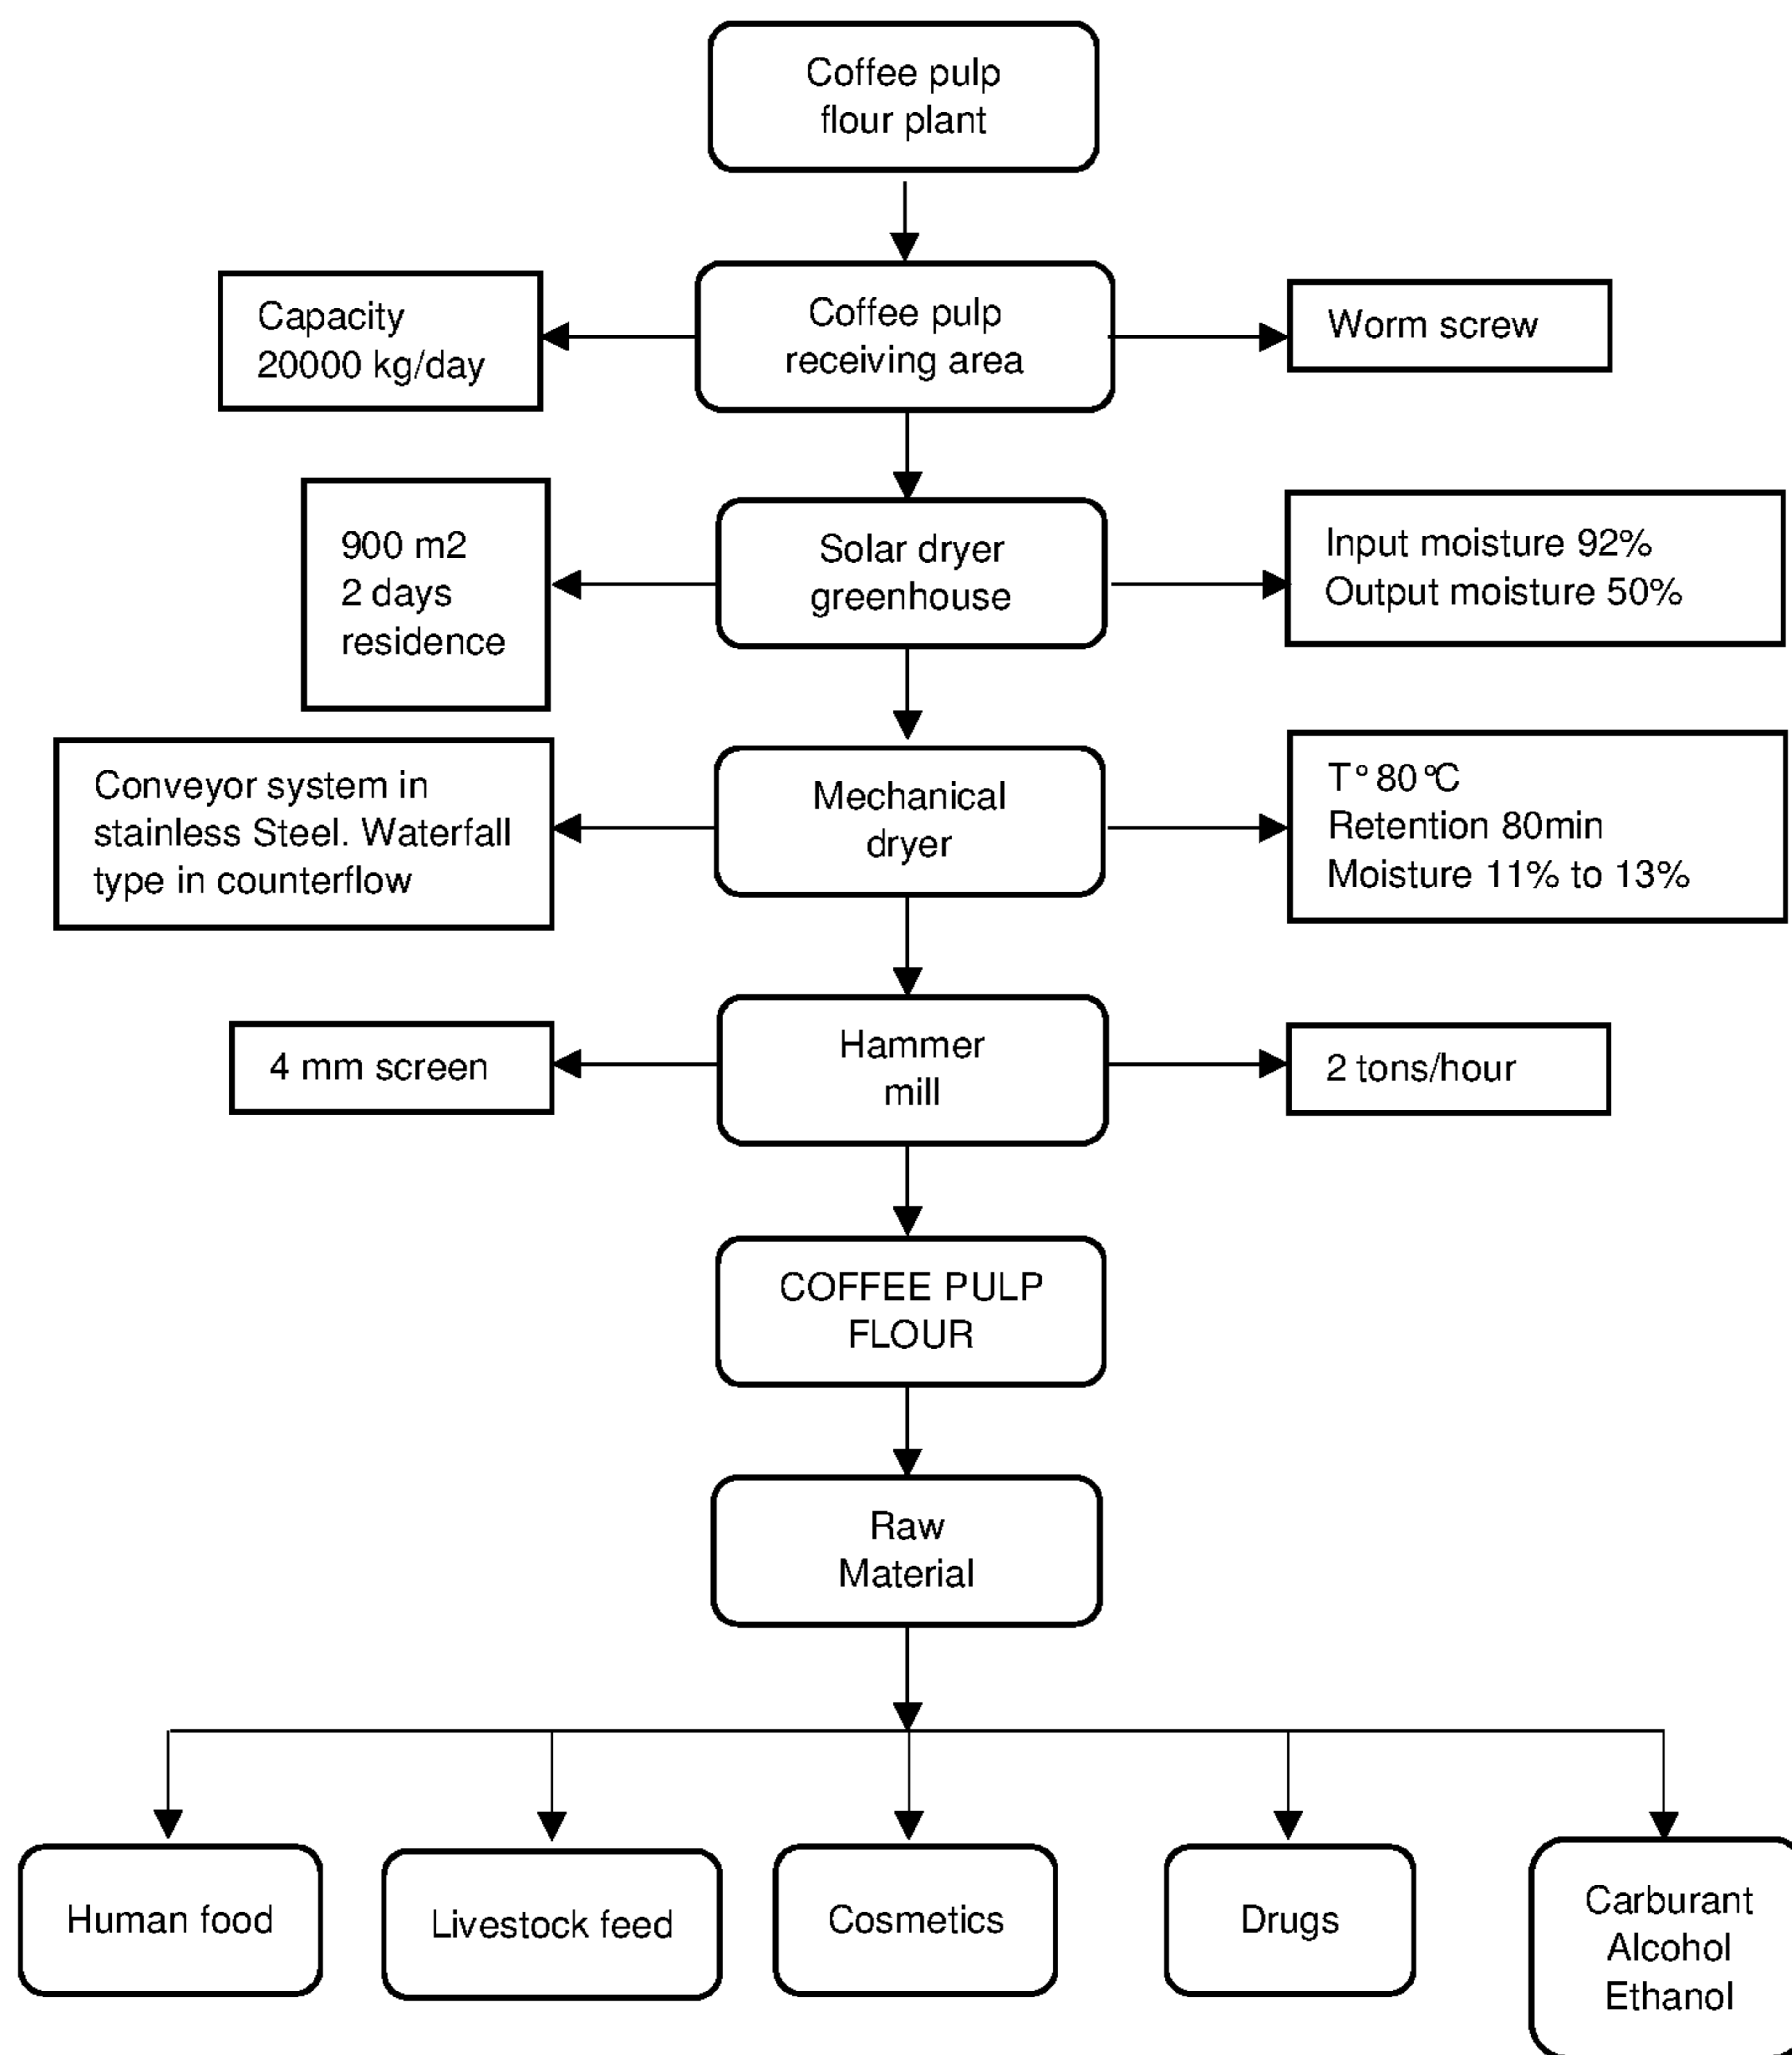 Coffee pulp
flour plant
Capacity
20000 kg/day
Coffee pulp
receiving area
Worm screw
900 m2
2 days
residence
Solar dryer
greenhouse
Input moisture 92%
Output moisture 50%
Conveyor system in
stainless Steel. Waterfall
type in counterflow
Mechanical
dryer
T° 80 °C
Retention 80min
Moisture 11% to 13%
4 mm screen
Hammer
mill
2 tons/hour
COFFEE PULP
FLOUR
Raw
Material
Human food
Livestock feed
Cosmetics
Drugs
Carburant
Alcohol
Ethanol